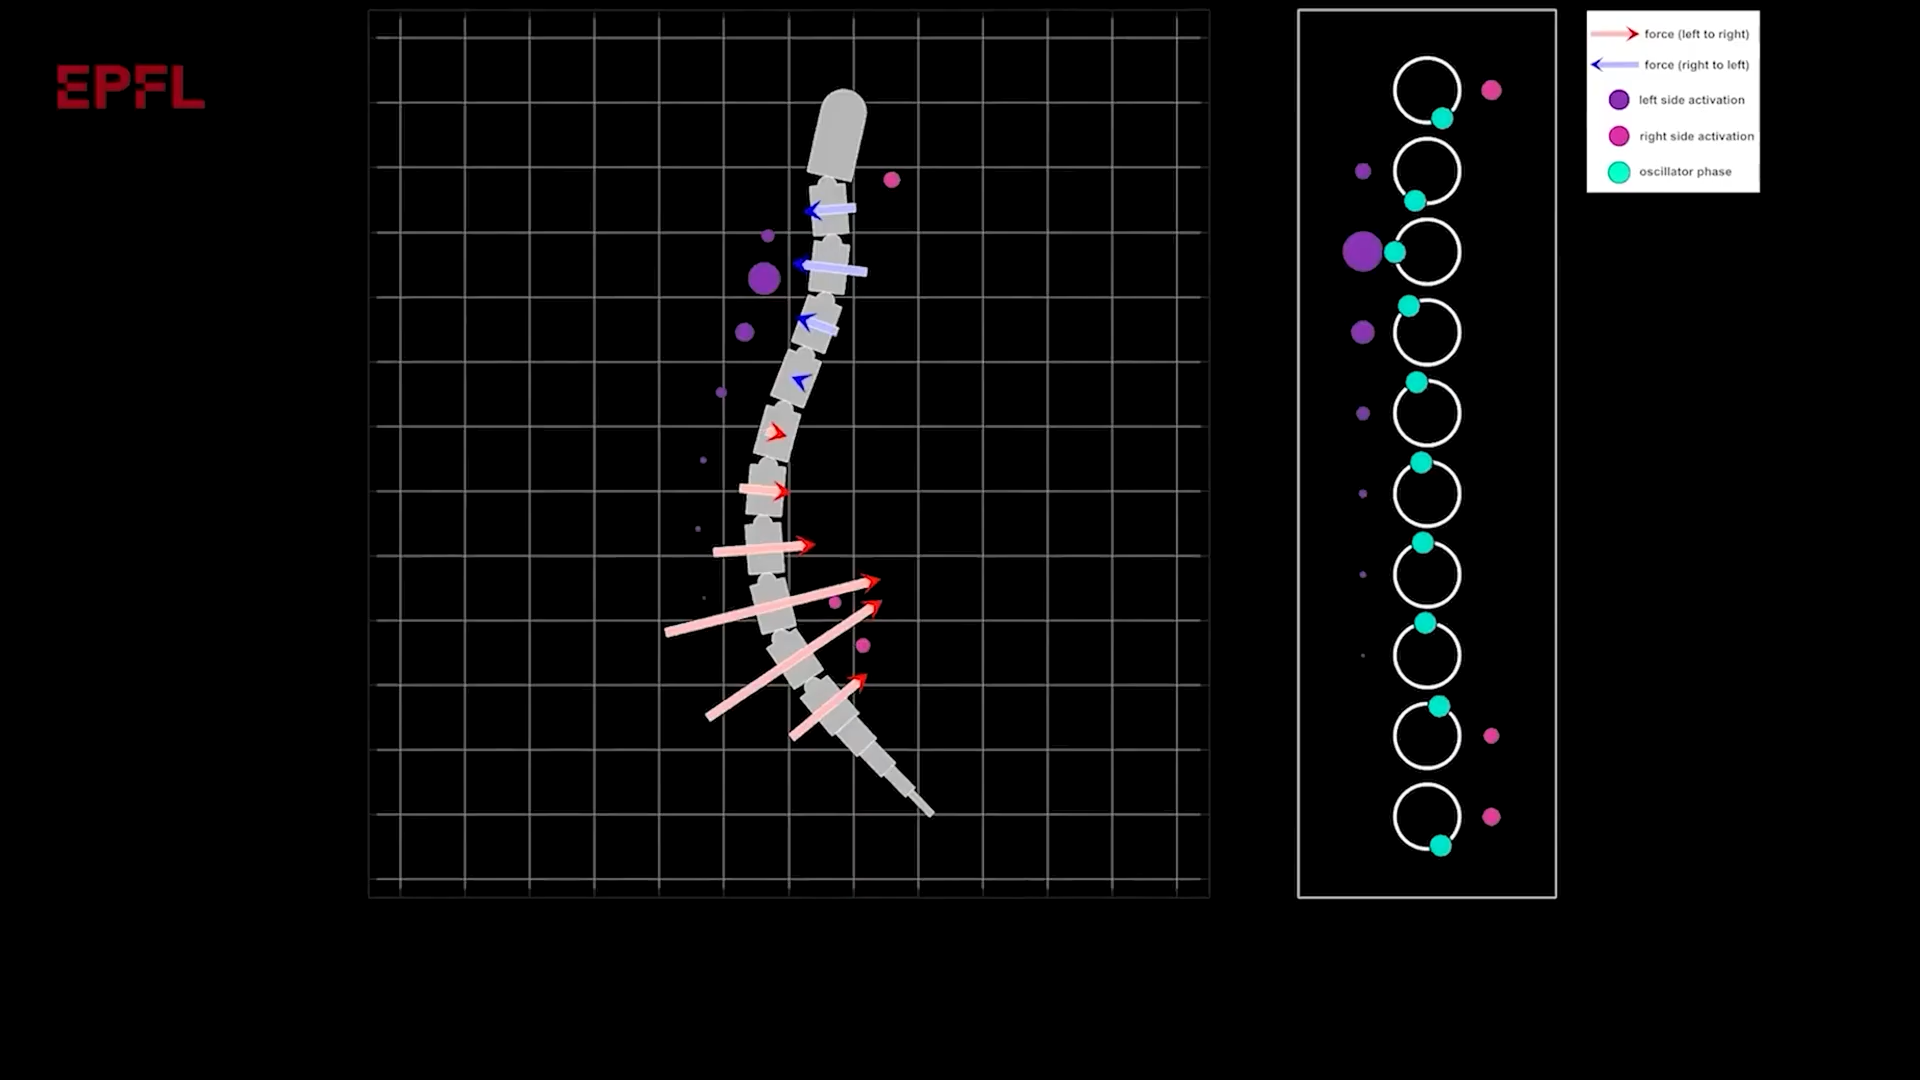 EPFL
force (left to right)
force (right to left)
left side activation
right side activation
oscillator phase